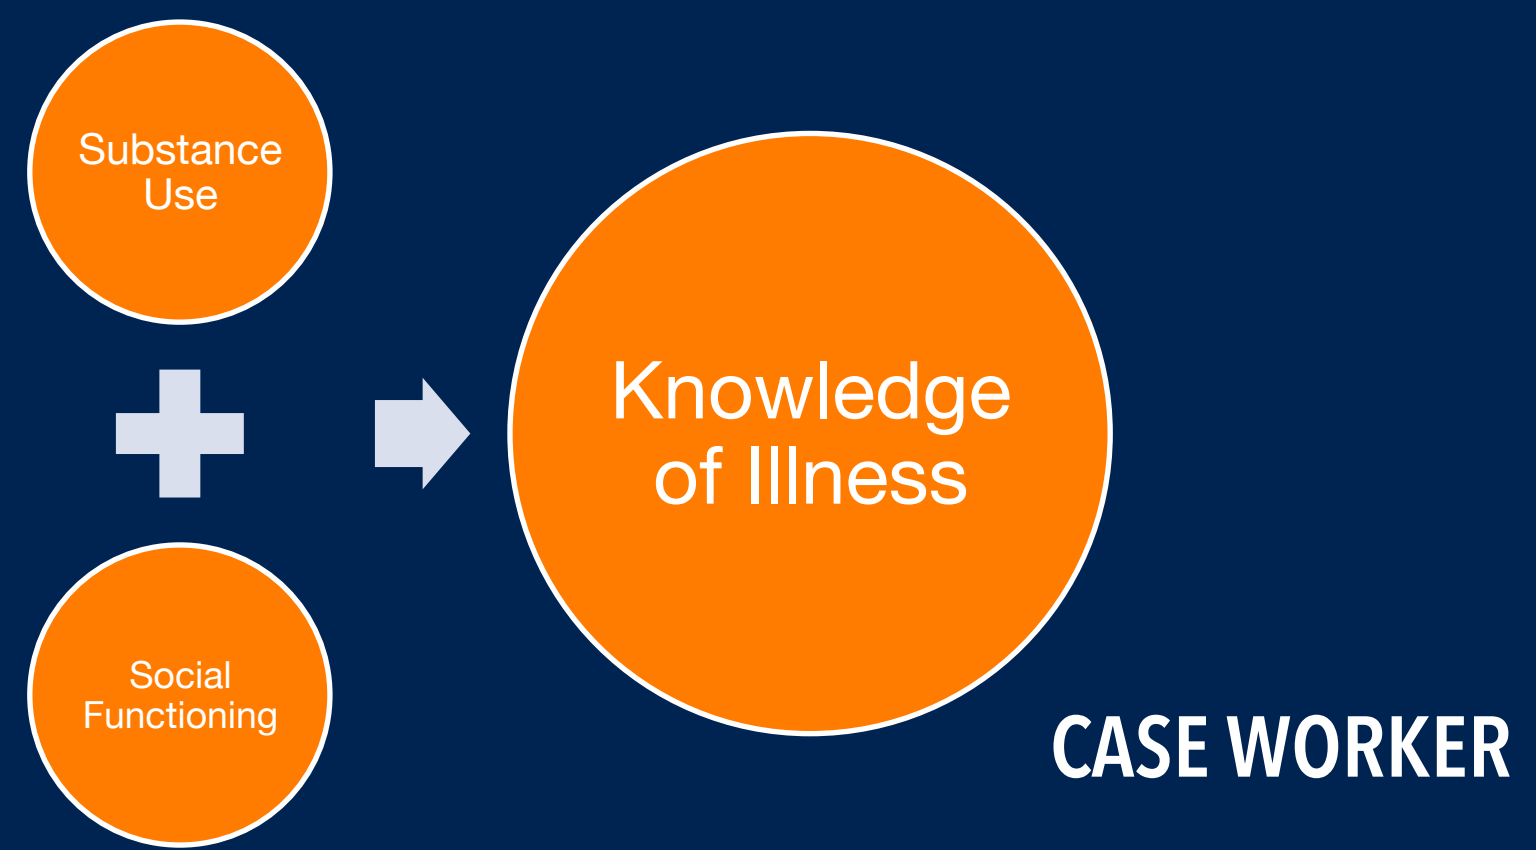 Substance
Use
Social
Functioning
Knowledge
of Illness
CASE WORKER